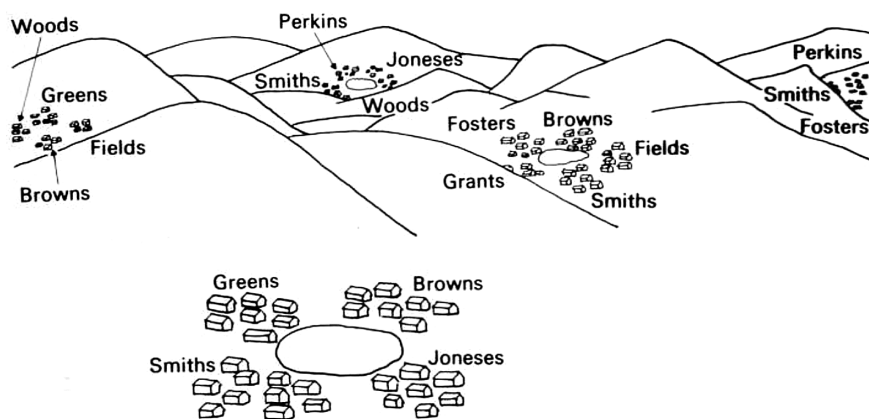 Woods
Greens
Fields
Browns
Perkins
Joneses
Smiths
Woods
Fosters
Browns
Fields
Grants
Smiths
Perkins
Smiths
Fosters
Greens
Browns
Smiths
Joneses